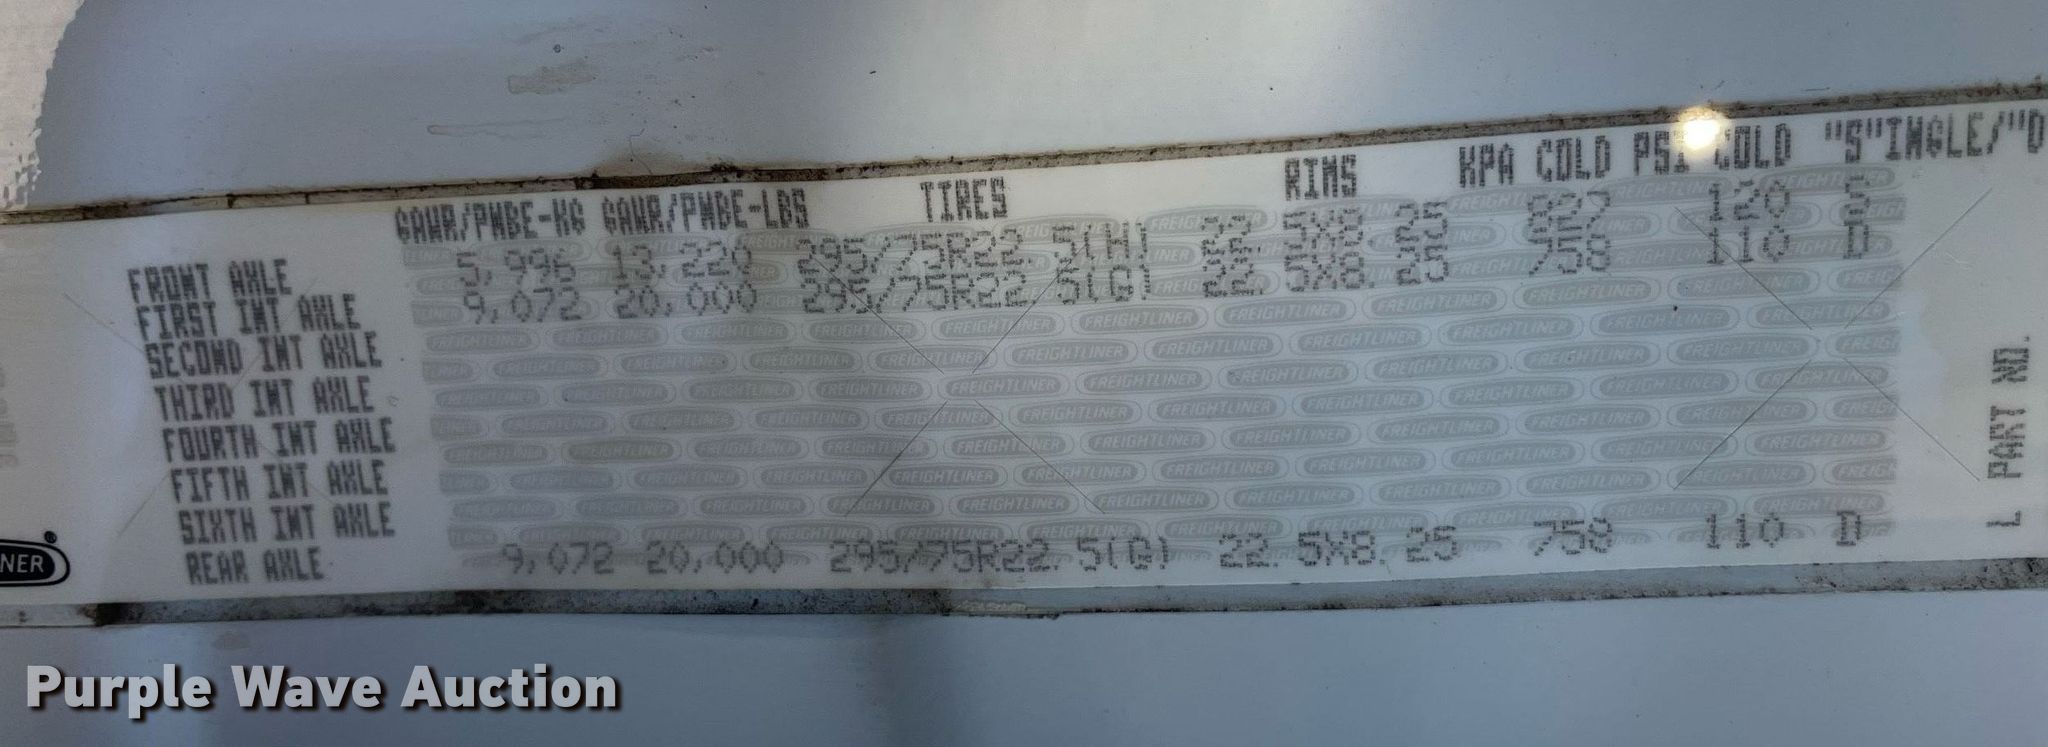 GAWR/PNBE-KG GAWR/PNBE-LBS TIRES RIMS KPA COLD PSI COLD "S"INGLE/"D
FRONT AXLE 5,996 13,220 295/75R22.5(H) 22.5X8.25 827 120 S
FIRST INT AXLE 9,072 20,000 295/75R22.5(G) 22.5X8.25 758 110 D
SECOND INT AXLE
THIRD INT AXLE
FOURTH INT AXLE
FIFTH INT AXLE
SIXTH INT AXLE
REAR AXLE 9,072 20,000 295/75R22.5(G) 22.5X8.25 758 110 D
L PART NO.
FREIGHTLINER
NER®
Purple Wave Auction